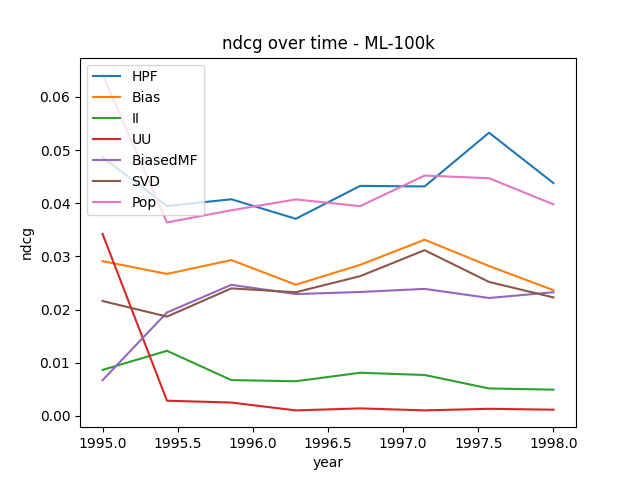 ndcg over time - ML-100k
HPF
Bias
II
UU
BiasedMF
SVD
Pop
ndcg
0.06
0.05
0.04
0.03
0.02
0.01
0.00
1995.0 1995.5 1996.0 1996.5 1997.0 1997.5 1998.0
year